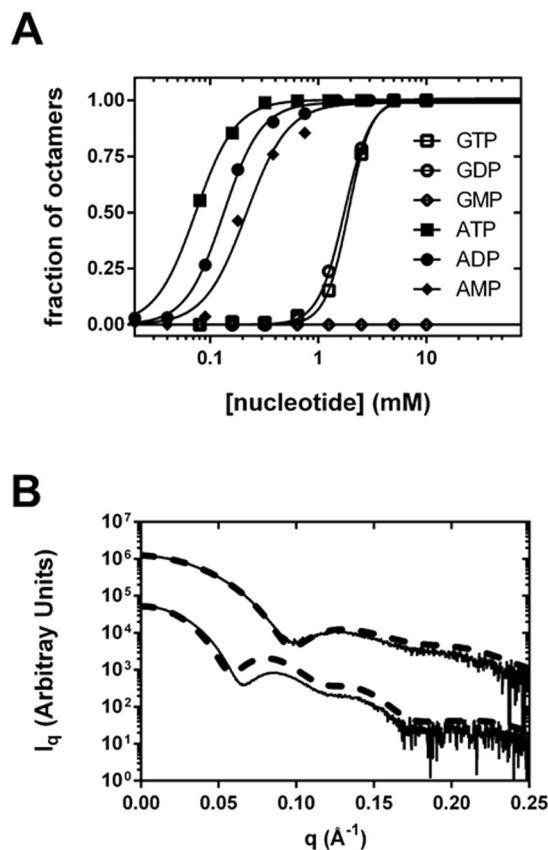 A
fraction of octamers
1.00
0.75
0.50
0.25
0.00
GTP
GDP
GMP
ATP
ADP
AMP
0.1 1 10
[nucleotide] (mM)
B
I_q (Arbitray Units)
10⁷
10⁶
10⁵
10⁴
10³
10²
10¹
10⁰
0.00 0.05 0.10 0.15 0.20 0.25
q (Å⁻¹)